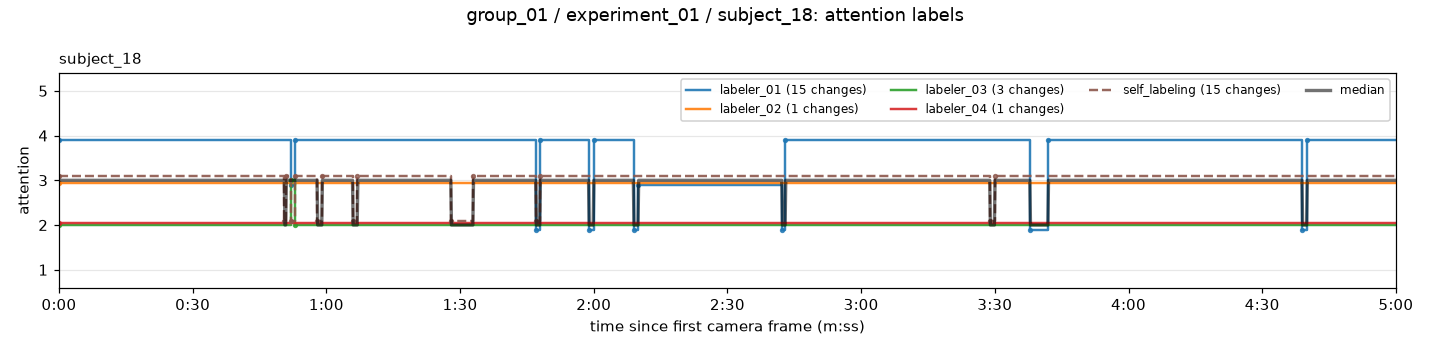 group_01 / experiment_01 / subject_18: attention labels
subject_18
labeler_01 (15 changes)
labeler_02 (1 changes)
labeler_03 (3 changes)
labeler_04 (1 changes)
self_labeling (15 changes)
median
attention
5
4
3
2
1
0:00 0:30 1:00 1:30 2:00 2:30 3:00 3:30 4:00 4:30 5:00
time since first camera frame (m:ss)